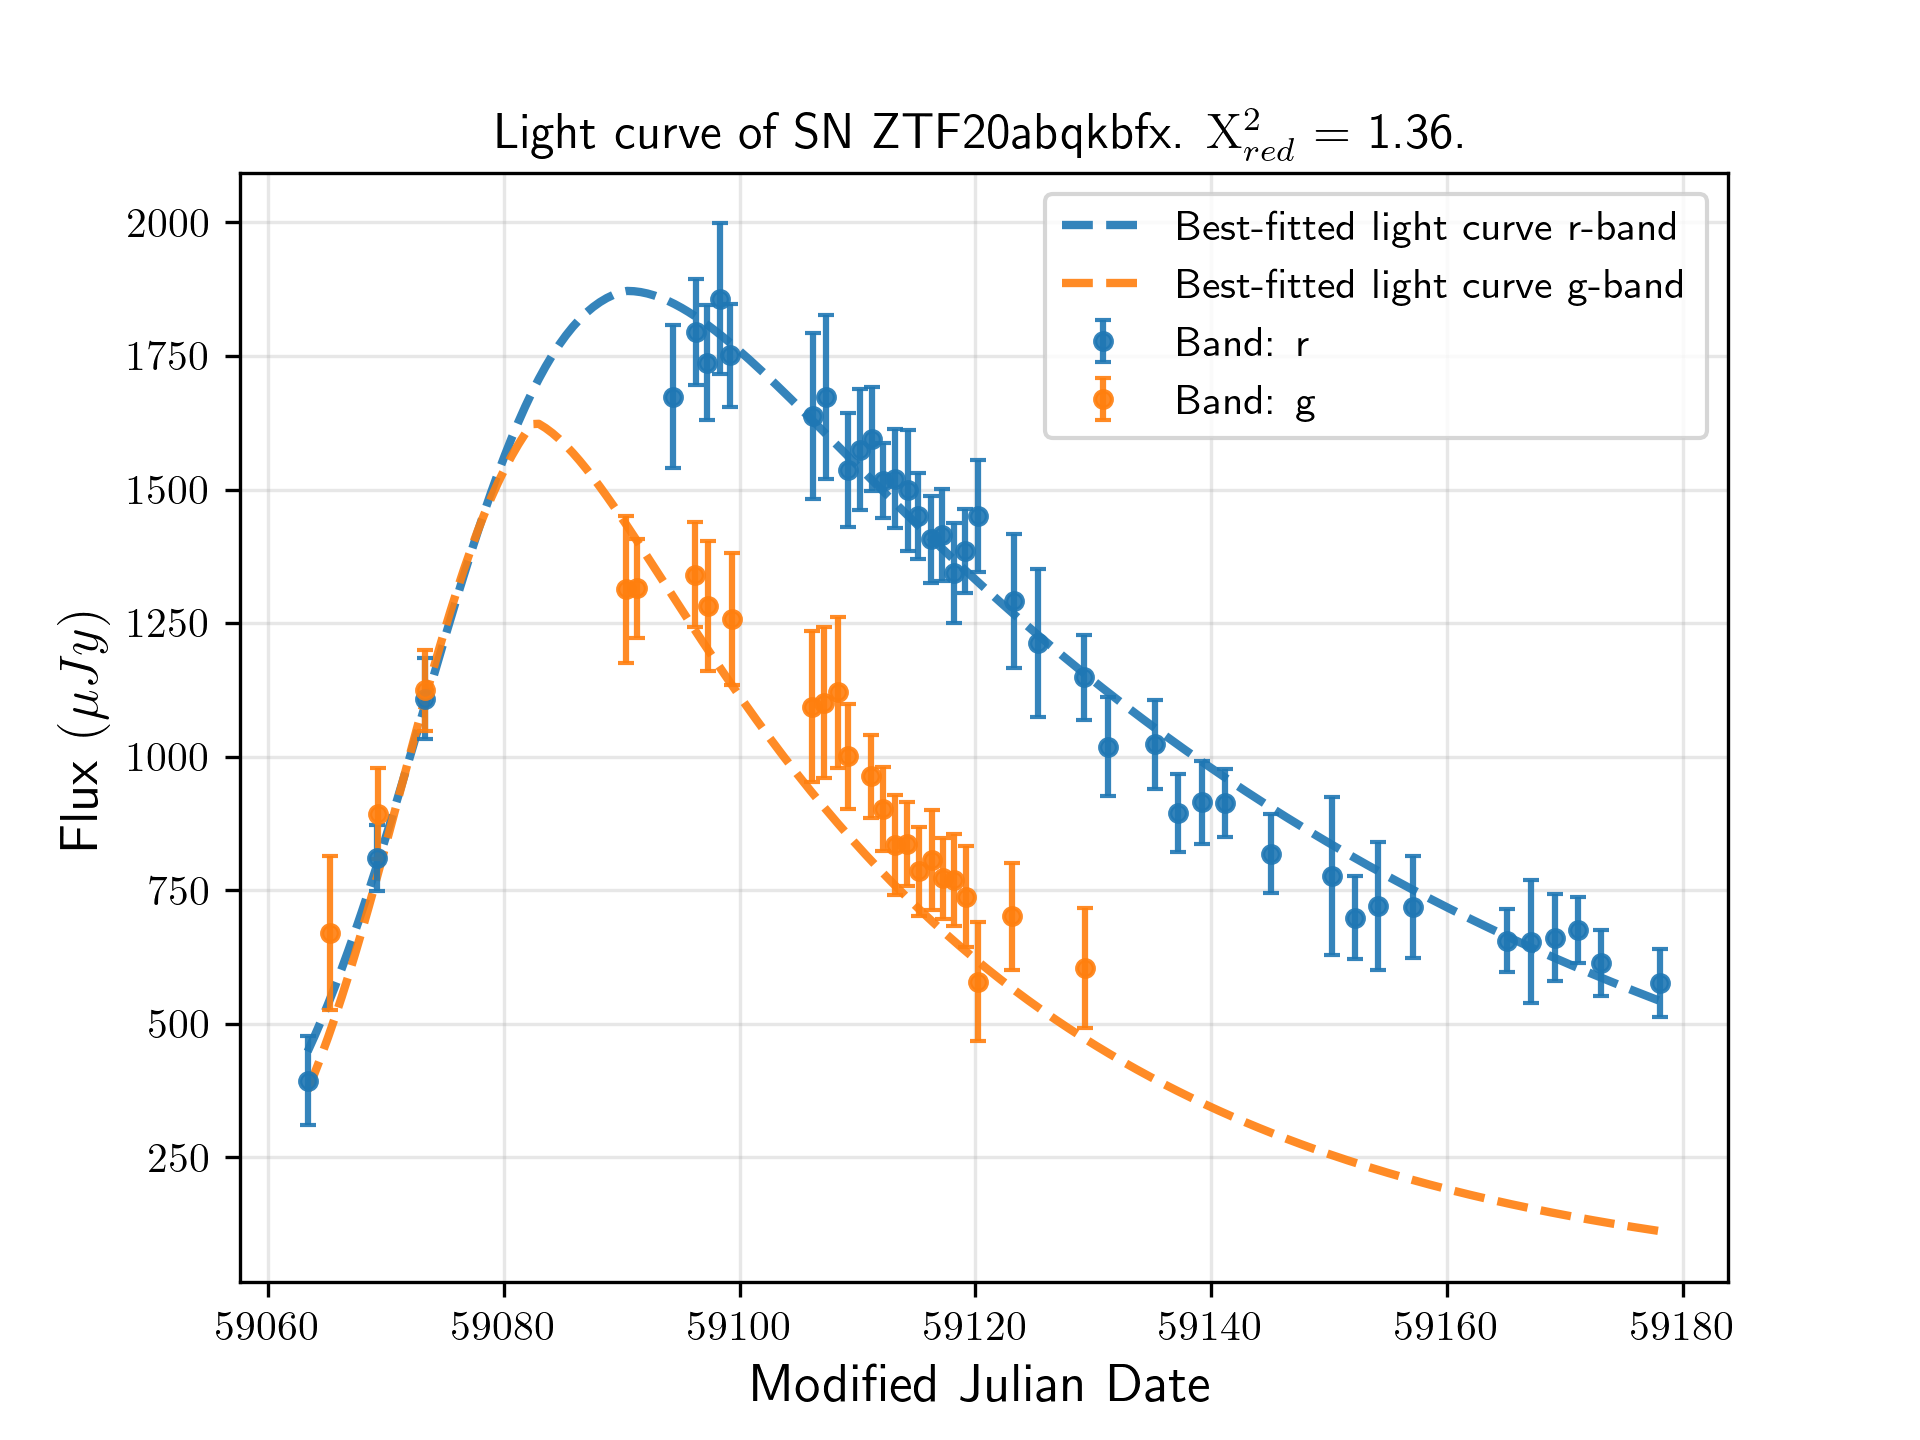 Light curve of SN ZTF20abqkbfx. X²red = 1.36.
Best-fitted light curve r-band
Best-fitted light curve g-band
Band: r
Band: g
Flux (μJy)
2000
1750
1500
1250
1000
750
500
250
59060 59080 59100 59120 59140 59160 59180
Modified Julian Date